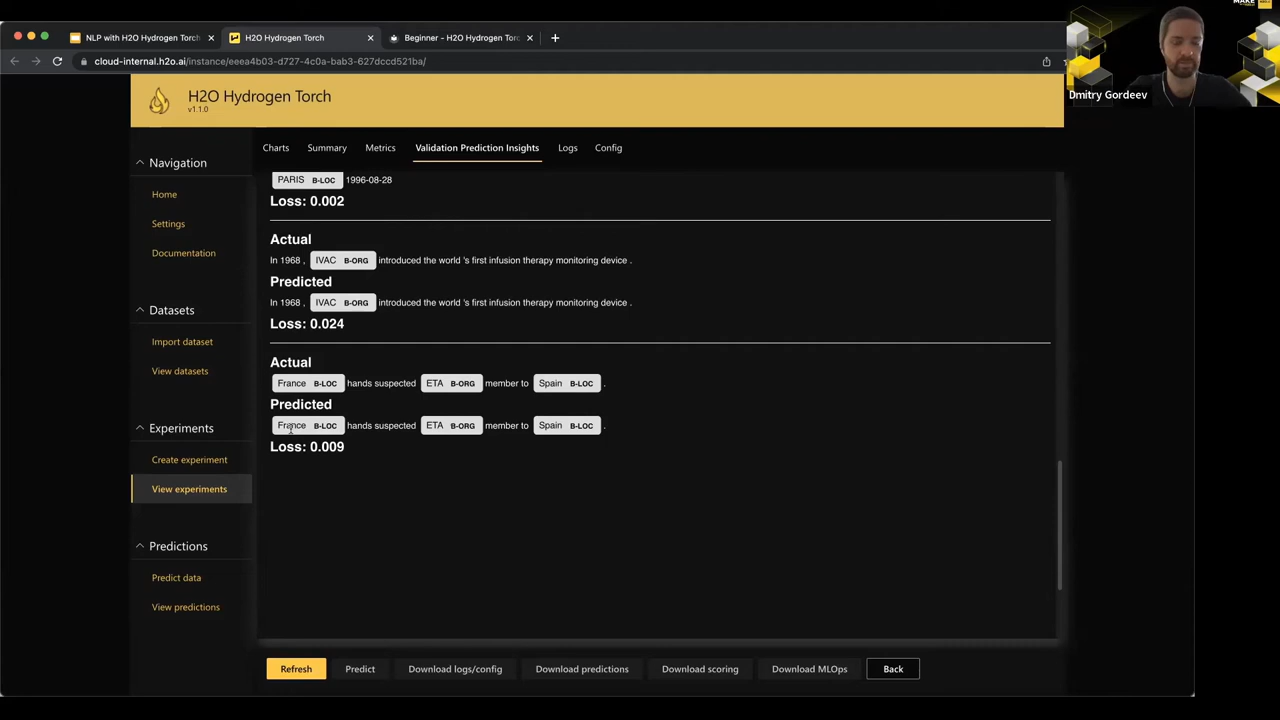 NLP with H2O Hydrogen Torch
H2O Hydrogen Torch
Beginner - H2O Hydrogen Tor
cloud-internal.h2o.ai/instance/eeea4b03-d727-4c0a-bab3-627dccd521ba/
MAKE
Dmitry Gordeev
H2O Hydrogen Torch
v1.1.0
Charts Summary Metrics Validation Prediction Insights Logs Config
Navigation
Home
Settings
Documentation
Datasets
Import dataset
View datasets
Experiments
Create experiment
View experiments
Predictions
Predict data
View predictions
PARIS B-LOC 1996-08-28
Loss: 0.002
Actual
In 1968 , IVAC B-ORG introduced the world 's first infusion therapy monitoring device .
Predicted
In 1968 , IVAC B-ORG introduced the world 's first infusion therapy monitoring device .
Loss: 0.024
Actual
France B-LOC hands suspected ETA B-ORG member to Spain B-LOC .
Predicted
France B-LOC hands suspected ETA B-ORG member to Spain B-LOC .
Loss: 0.009
Refresh Predict Download logs/config Download predictions Download scoring Download MLOps Back